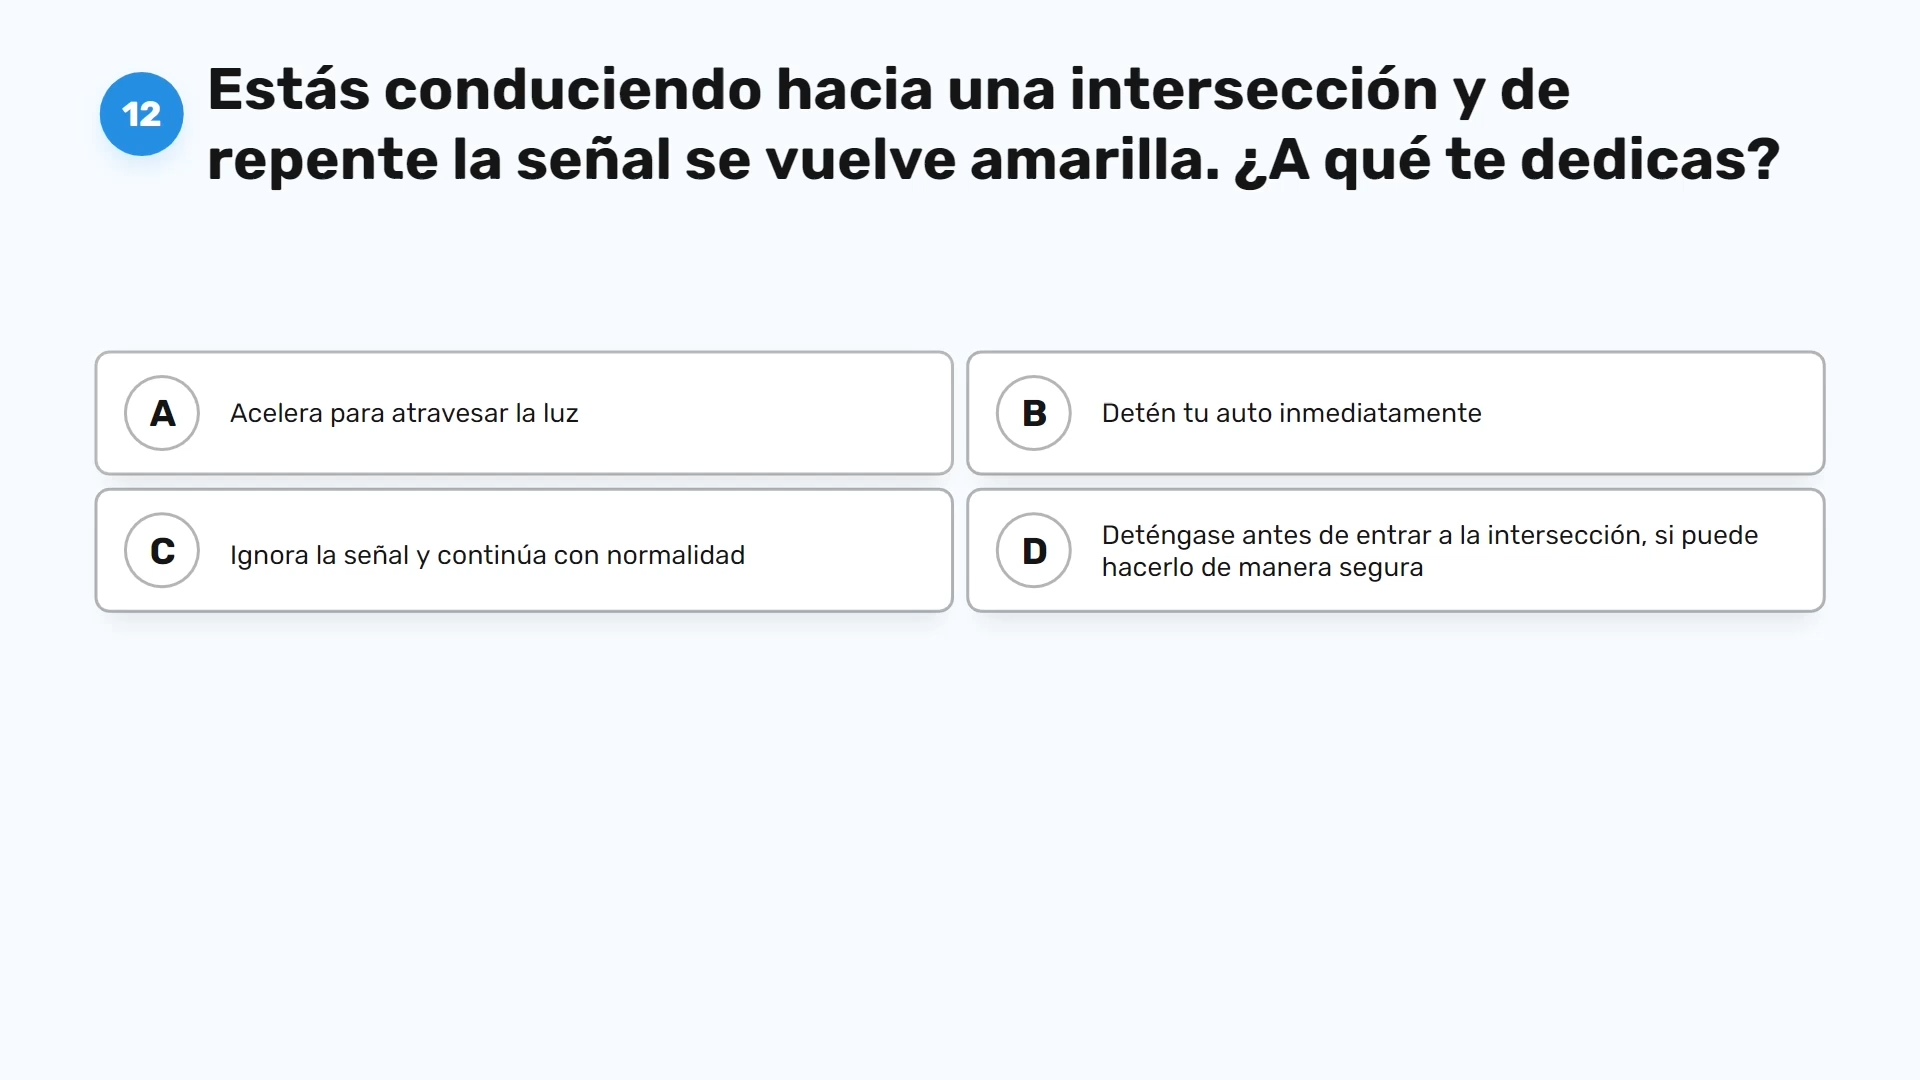 12
Estás conduciendo hacia una intersección y de
repente la señal se vuelve amarilla. ¿A qué te dedicas?
A
Acelera para atravesar la luz
B
Detén tu auto inmediatamente
C
Ignora la señal y continúa con normalidad
D
Deténgase antes de entrar a la intersección, si puede
hacerlo de manera segura